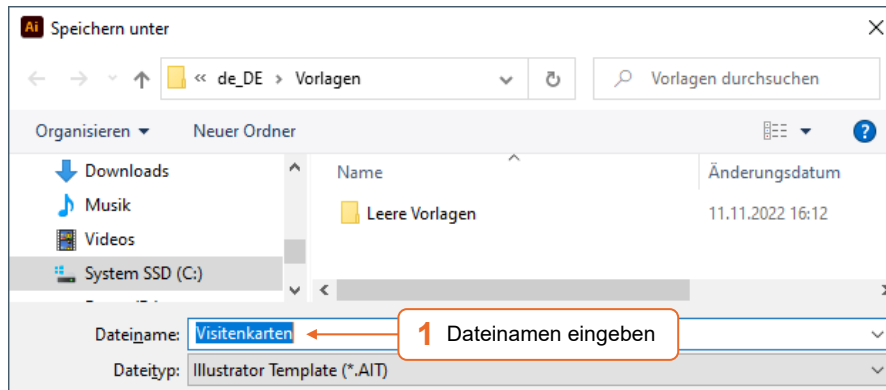 Ai Speichern unter
« de_DE > Vorlagen Vorlagen durchsuchen
Organisieren Neuer Ordner
Downloads Name Änderungsdatum
Musik Leere Vorlagen 11.11.2022 16:12
Videos
System SSD (C:)
Dateiname: Visitenkarten 1 Dateinamen eingeben
Dateityp: Illustrator Template (*.AIT)